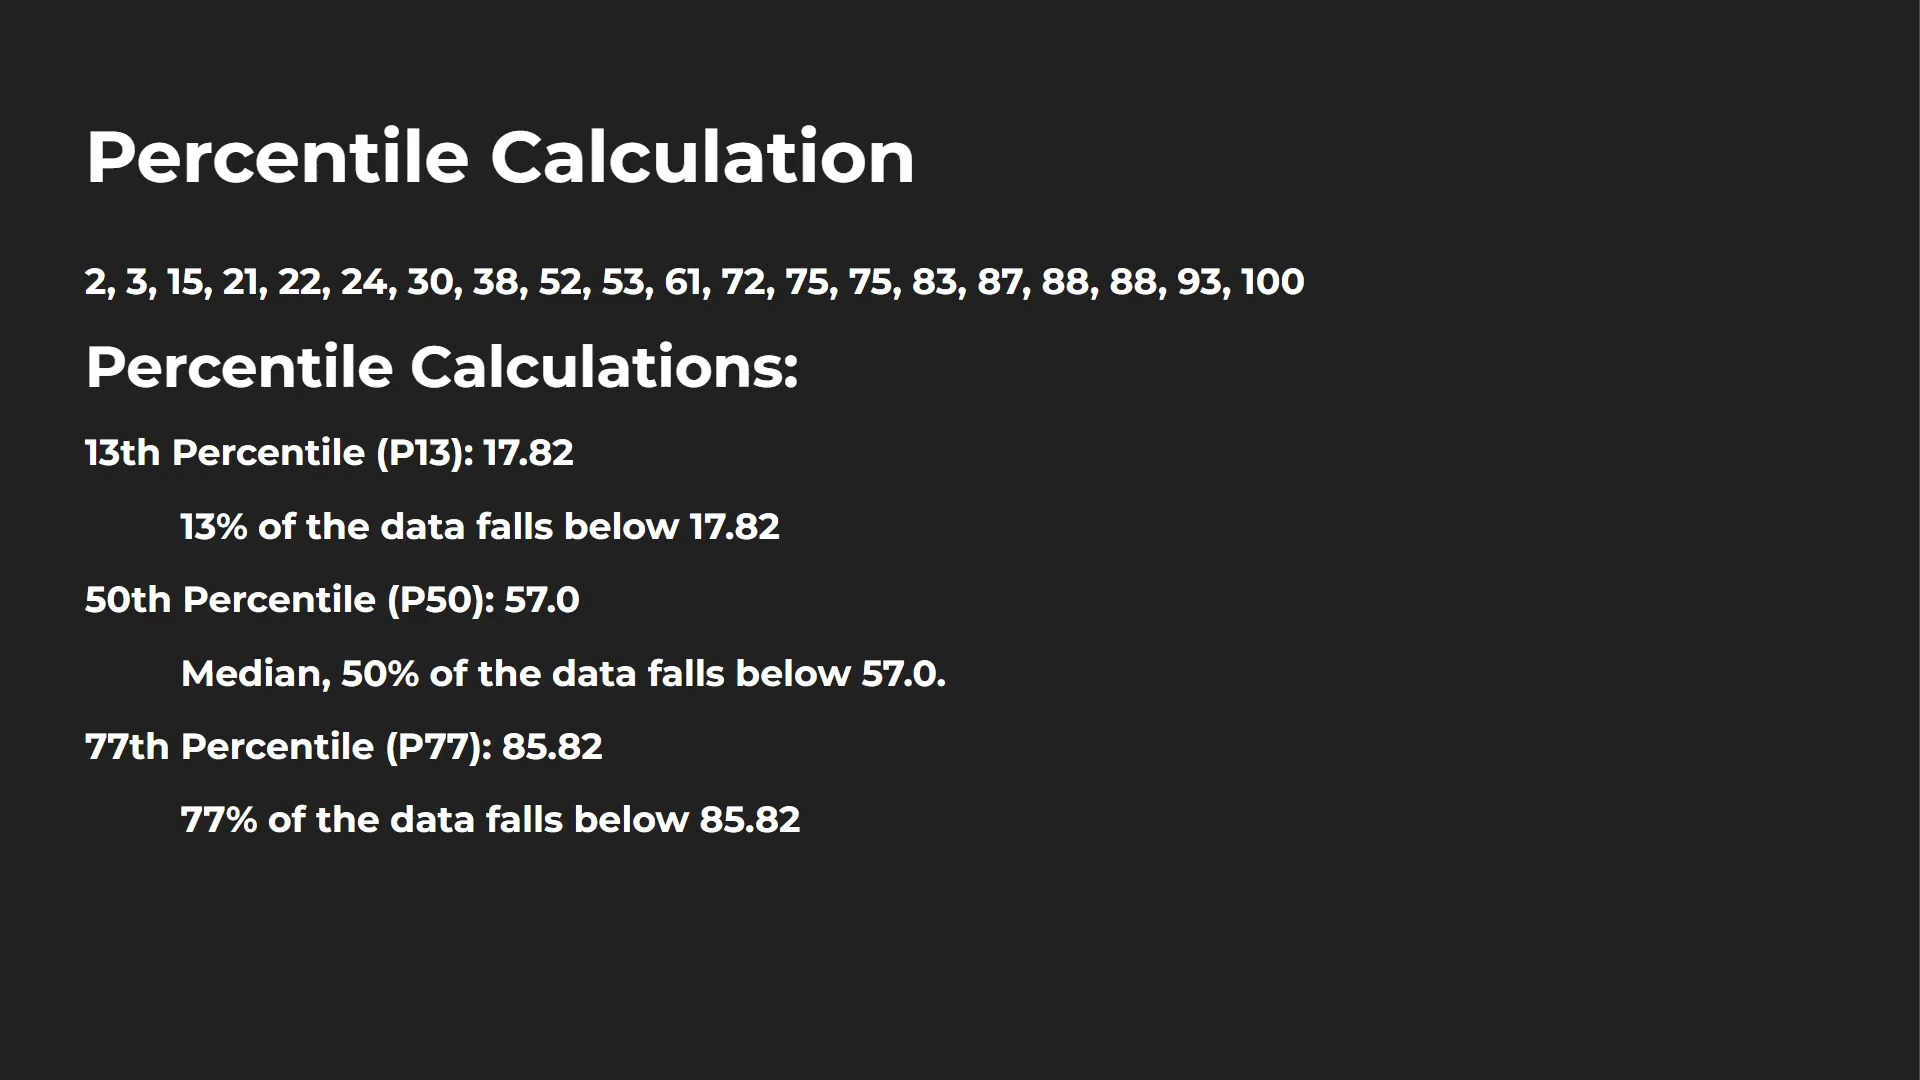 Percentile Calculation
2, 3, 15, 21, 22, 24, 30, 38, 52, 53, 61, 72, 75, 75, 83, 87, 88, 88, 93, 100
Percentile Calculations:
13th Percentile (P13): 17.82
13% of the data falls below 17.82
50th Percentile (P50): 57.0
Median, 50% of the data falls below 57.0.
77th Percentile (P77): 85.82
77% of the data falls below 85.82